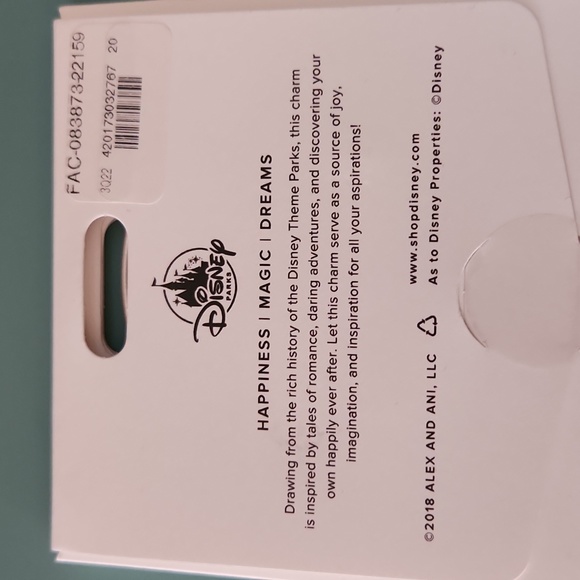 FAC-083873-22159
3Q22 420173032767 20
Disney
PARKS
HAPPINESS | MAGIC | DREAMS
Drawing from the rich history of the Disney Theme Parks, this charm
is inspired by tales of romance, daring adventures, and discovering your
own happily ever after. Let this charm serve as a source of joy,
imagination, and inspiration for all your aspirations!
©2018 ALEX AND ANI, LLC
www.shopdisney.com
As to Disney Properties: ©Disney